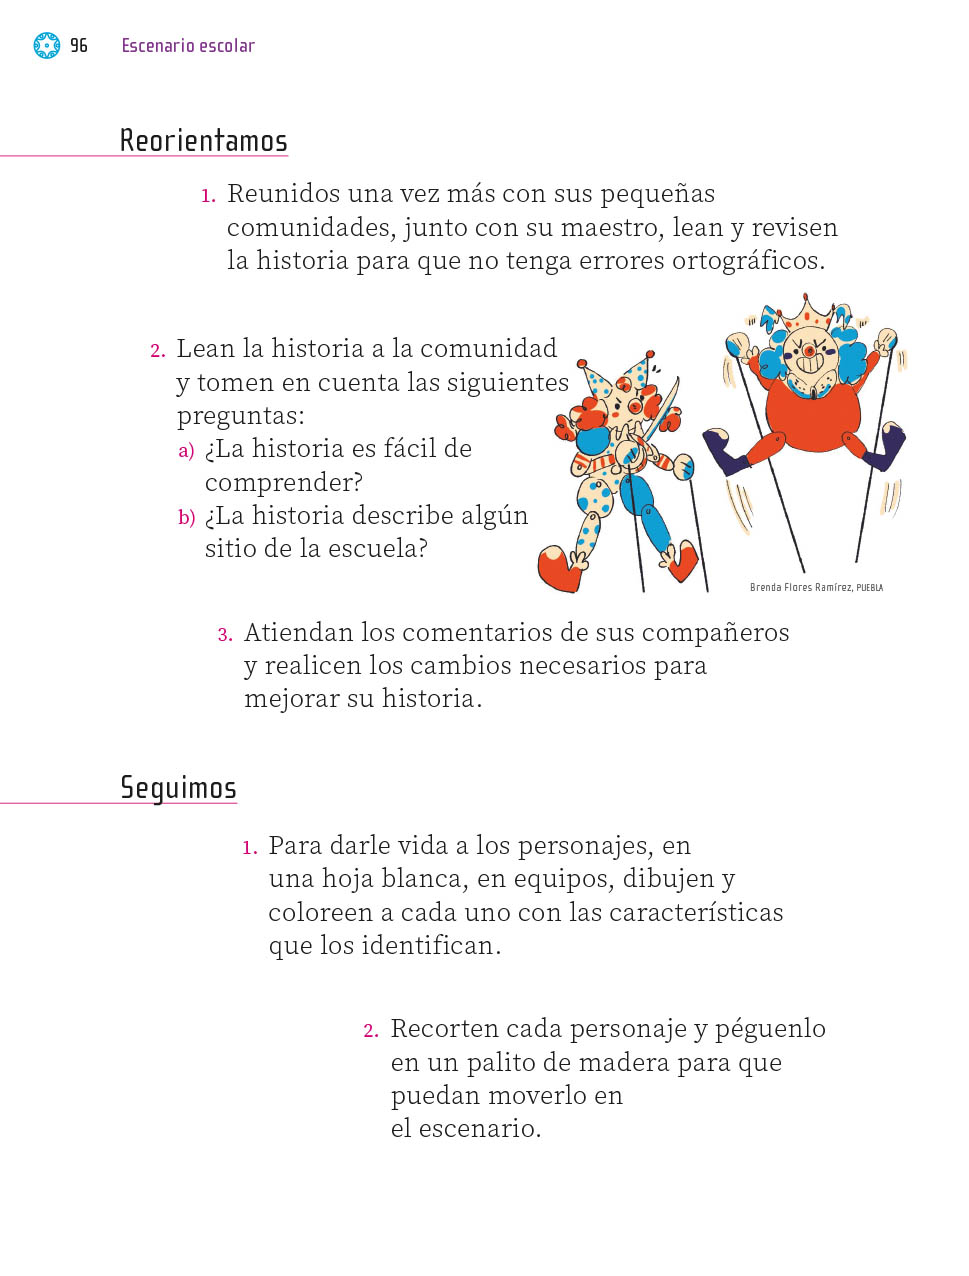 96 Escenario escolar
Reorientamos
1. Reunidos una vez más con sus pequeñas
comunidades, junto con su maestro, lean y revisen
la historia para que no tenga errores ortográficos.
2. Lean la historia a la comunidad
y tomen en cuenta las siguientes
preguntas:
a) ¿La historia es fácil de
comprender?
b) ¿La historia describe algún
sitio de la escuela?
Brenda Flores Ramírez, PUEBLA
3. Atiendan los comentarios de sus compañeros
y realicen los cambios necesarios para
mejorar su historia.
Seguimos
1. Para darle vida a los personajes, en
una hoja blanca, en equipos, dibujen y
coloreen a cada uno con las características
que los identifican.
2. Recorten cada personaje y péguenlo
en un palito de madera para que
puedan moverlo en
el escenario.